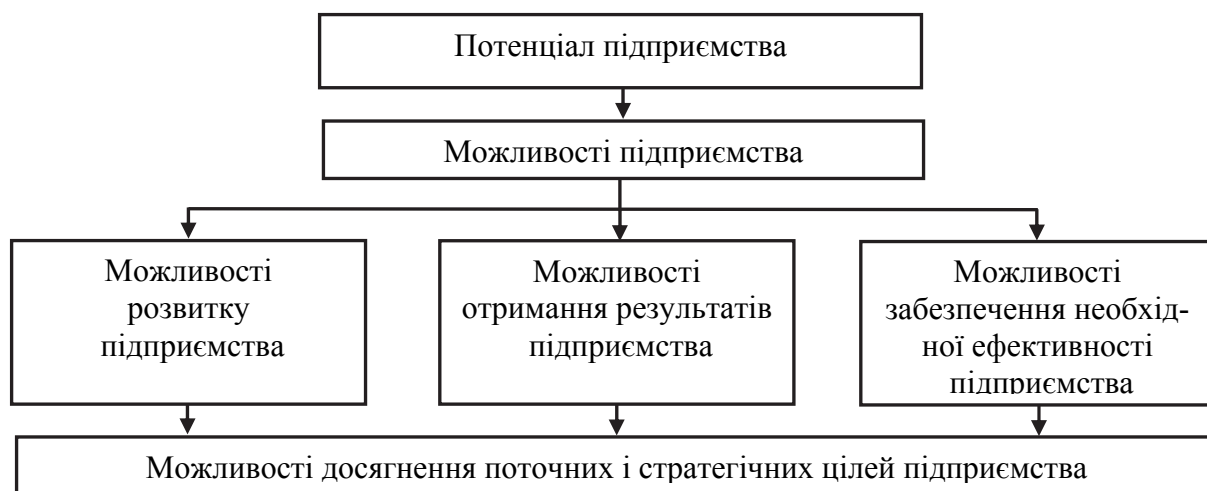 Потенціал підприємства
Можливості підприємства
Можливості
розвитку
підприємства
Можливості
отримання результатів
підприємства
Можливості
забезпечення необхід-
ної ефективності
підприємства
Можливості досягнення поточних і стратегічних цілей підприємства